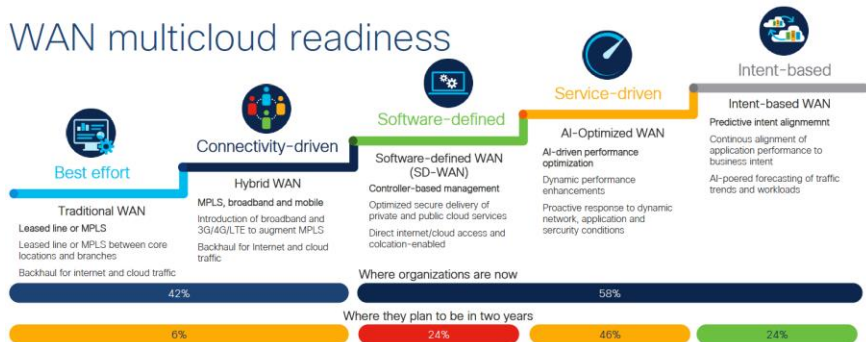 WAN multicloud readiness
Best effort
Traditional WAN
Leased line or MPLS
Leased line or MPLS between core
locations and branches
Backhaul for internet and cloud traffic
Connectivity-driven
Hybrid WAN
MPLS, broadband and mobile
Introduction of broadband and
3G/4G/LTE to augment MPLS
Backhaul for Internet and cloud
traffic
Software-defined
Software-defined WAN
(SD-WAN)
Controller-based management
Optimized secure delivery of
private and public cloud services
Direct internet/cloud access and
colcation-enabled
Service-driven
AI-Optimized WAN
AI-driven performance
optimization
Dynamic performance
enhancements
Proactive response to dynamic
network, application and
sercurity conditions
Intent-based
Intent-based WAN
Predictive intent alignmemnt
Continous alignment of
application performance to
business intent
AI-poered forecasting of traffic
trends and workloads
Where organizations are now
42%
58%
Where they plan to be in two years
6%
24%
46%
24%